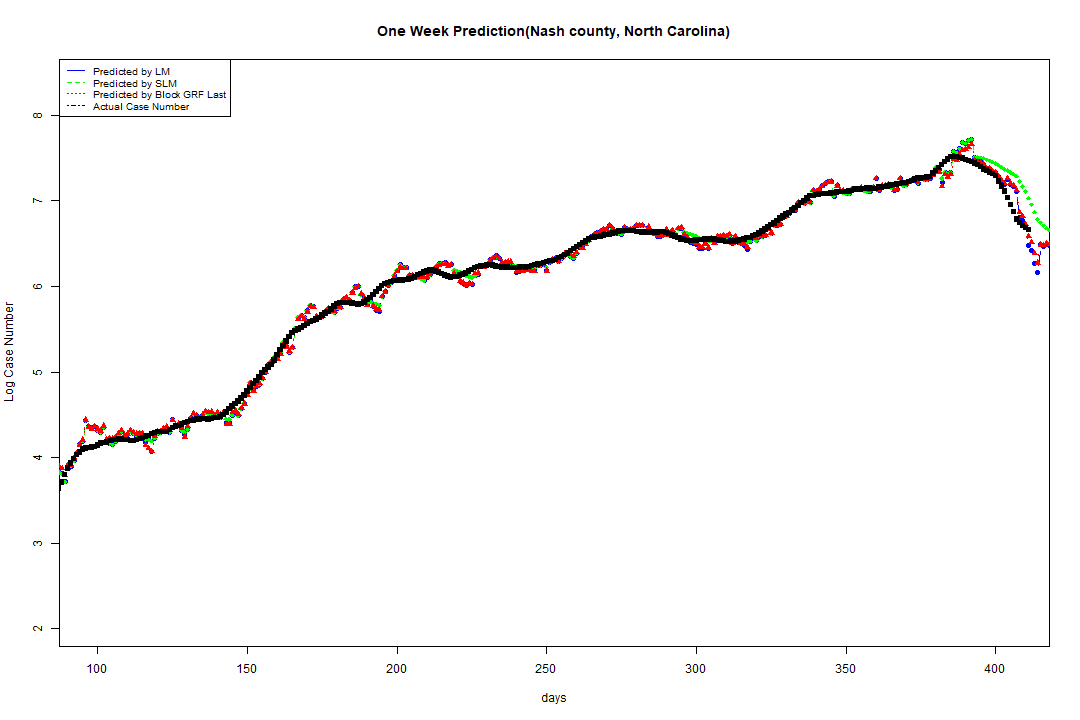 One Week Prediction(Nash county, North Carolina)
Predicted by LM
Predicted by SLM
Predicted by Block GRF Last
Actual Case Number
Log Case Number
8
7
6
5
4
3
2
100 150 200 250 300 350 400
days